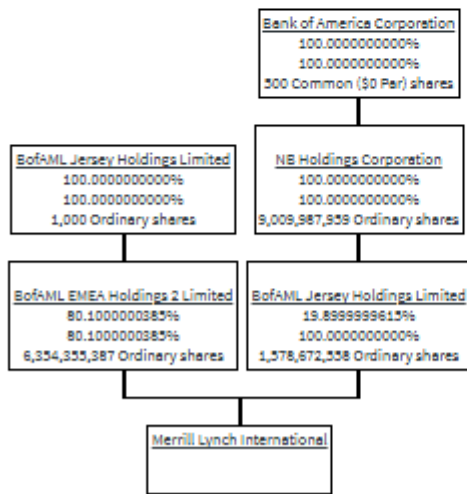 Bank of America Corporation
100.0000000000%
100.0000000000%
500 Common ($0 Par) shares
BofAML Jersey Holdings Limited
100.0000000000%
100.0000000000%
1,000 Ordinary shares
NB Holdings Corporation
100.0000000000%
100.0000000000%
9,009,987,959 Ordinary shares
BofAML EMEA Holdings 2 Limited
80.1000000385%
80.1000000385%
6,354,355,387 Ordinary shares
BofAML Jersey Holdings Limited
19.8999999615%
100.0000000000%
1,578,672,558 Ordinary shares
Merrill Lynch International